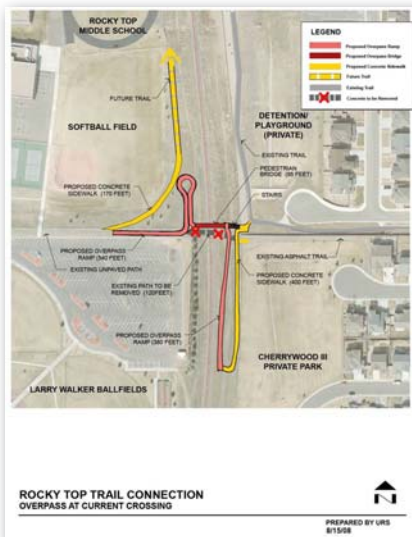 ROCKY TOP
MIDDLE SCHOOL
LEGEND
Proposed Overpass Ramp
Proposed Overpass Bridge
Proposed Concrete Sidewalk
Future Trail
Existing Trail
Concrete to be Removed
FUTURE TRAIL
SOFTBALL FIELD
DETENTION/
PLAYGROUND
(PRIVATE)
EXISTING TRAIL
PEDESTRIAN
BRIDGE
STAIRS
PROPOSED CONCRETE
SIDEWALK (170 FEET)
PROPOSED OVERPASS
RAMP (540 FEET)
EXISTING UNPAVED PATH
EXISTING ASPHALT TRAIL
EXISTING PATH TO BE
REMOVED (120FEET)
PROPOSED CONCRETE
SIDEWALK (400 FEET)
PROPOSED OVERPASS
RAMP (380 FEET)
CHERRYWOOD III
PRIVATE PARK
LARRY WALKER BALLFIELDS
ROCKY TOP TRAIL CONNECTION
OVERPASS AT CURRENT CROSSING
N
PREPARED BY URS
8/15/08